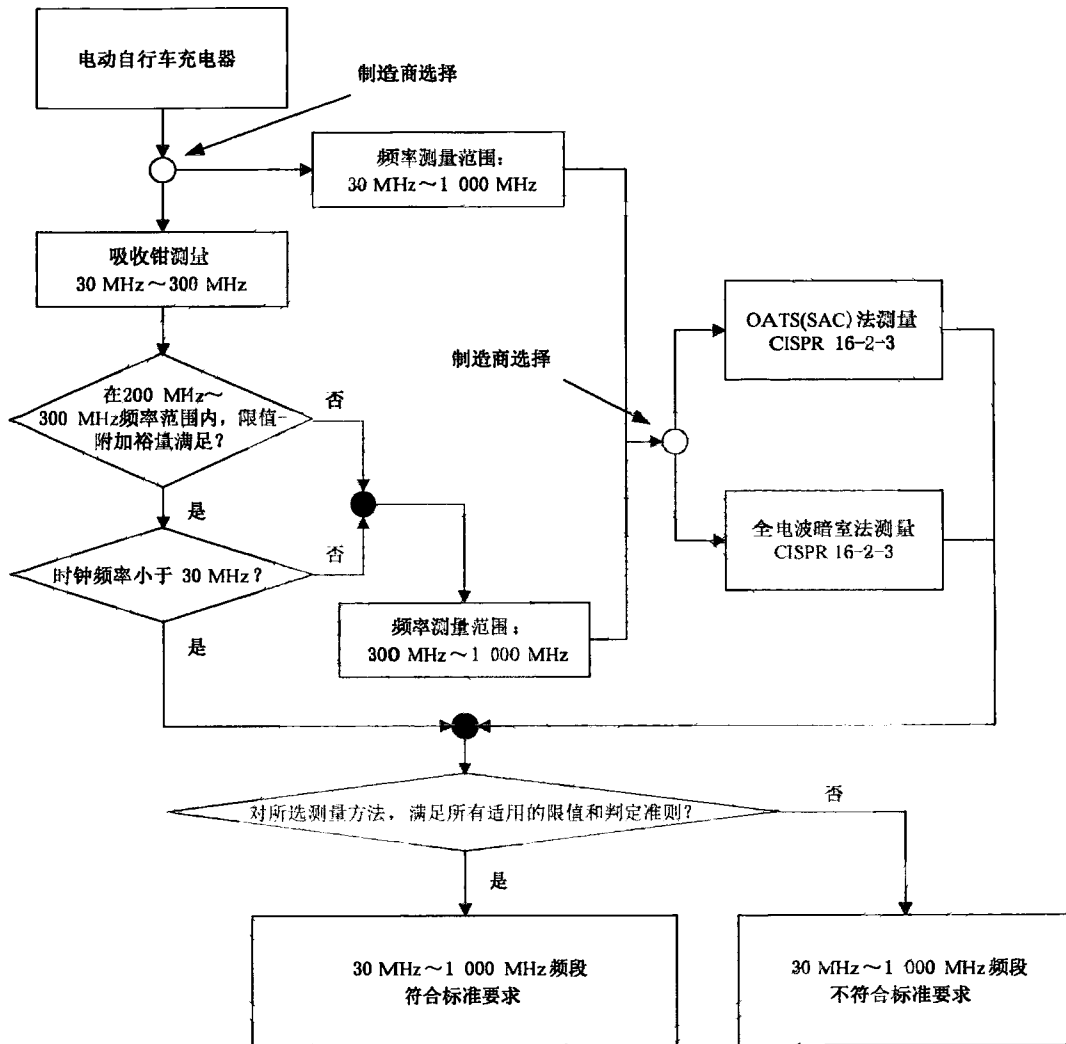 电动自行车充电器
制造商选择
频率测量范围：
30 MHz～1 000 MHz
吸收钳测量
30 MHz～300 MHz
OATS(SAC)法测量
CISPR 16-2-3
制造商选择
在200 MHz～
300 MHz频率范围内，限值-
附加裕量满足？
否
是
全电波暗室法测量
CISPR 16-2-3
时钟频率小于 30 MHz？
否
是
频率测量范围：
300 MHz～1 000 MHz
对所选测量方法，满足所有适用的限值和判定准则？
否
是
30 MHz～1 000 MHz频段
符合标准要求
30 MHz～1 000 MHz频段
不符合标准要求